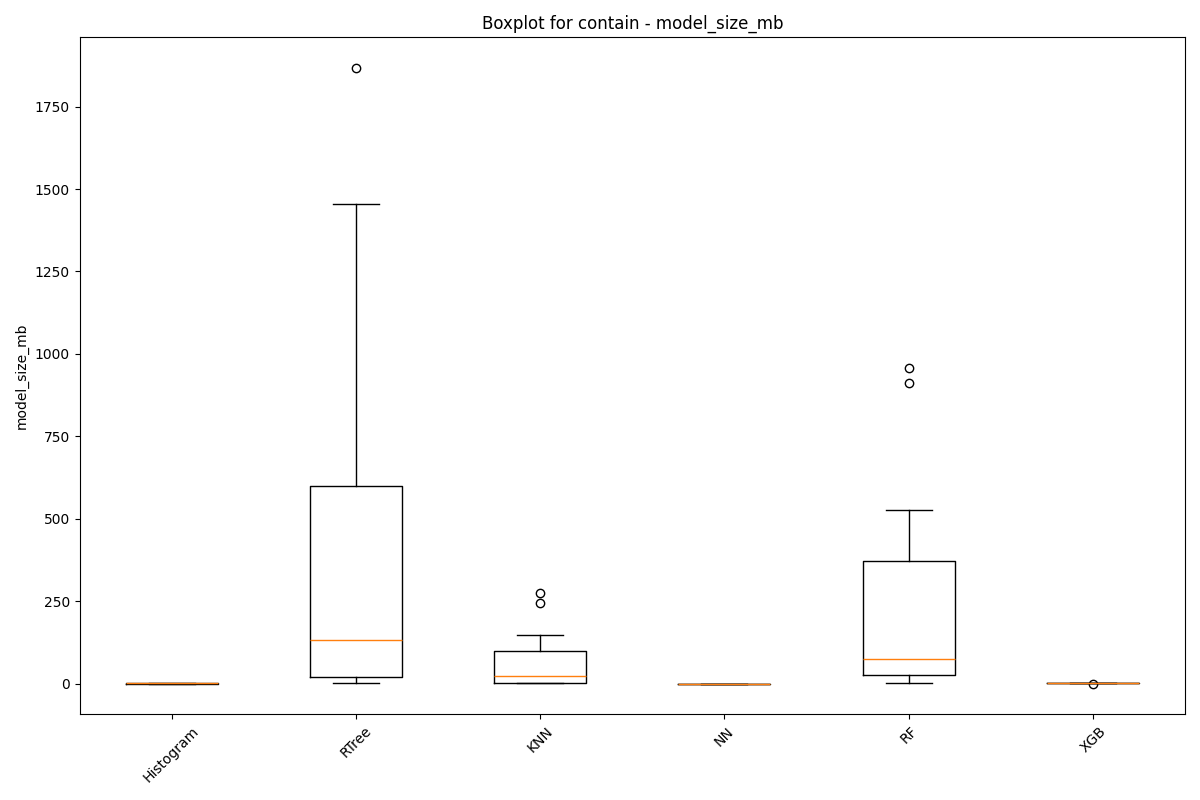 Boxplot for contain - model_size_mb
model_size_mb
1750
1500
1250
1000
750
500
250
0
Histogram
RTree
KNN
NN
RF
XGB